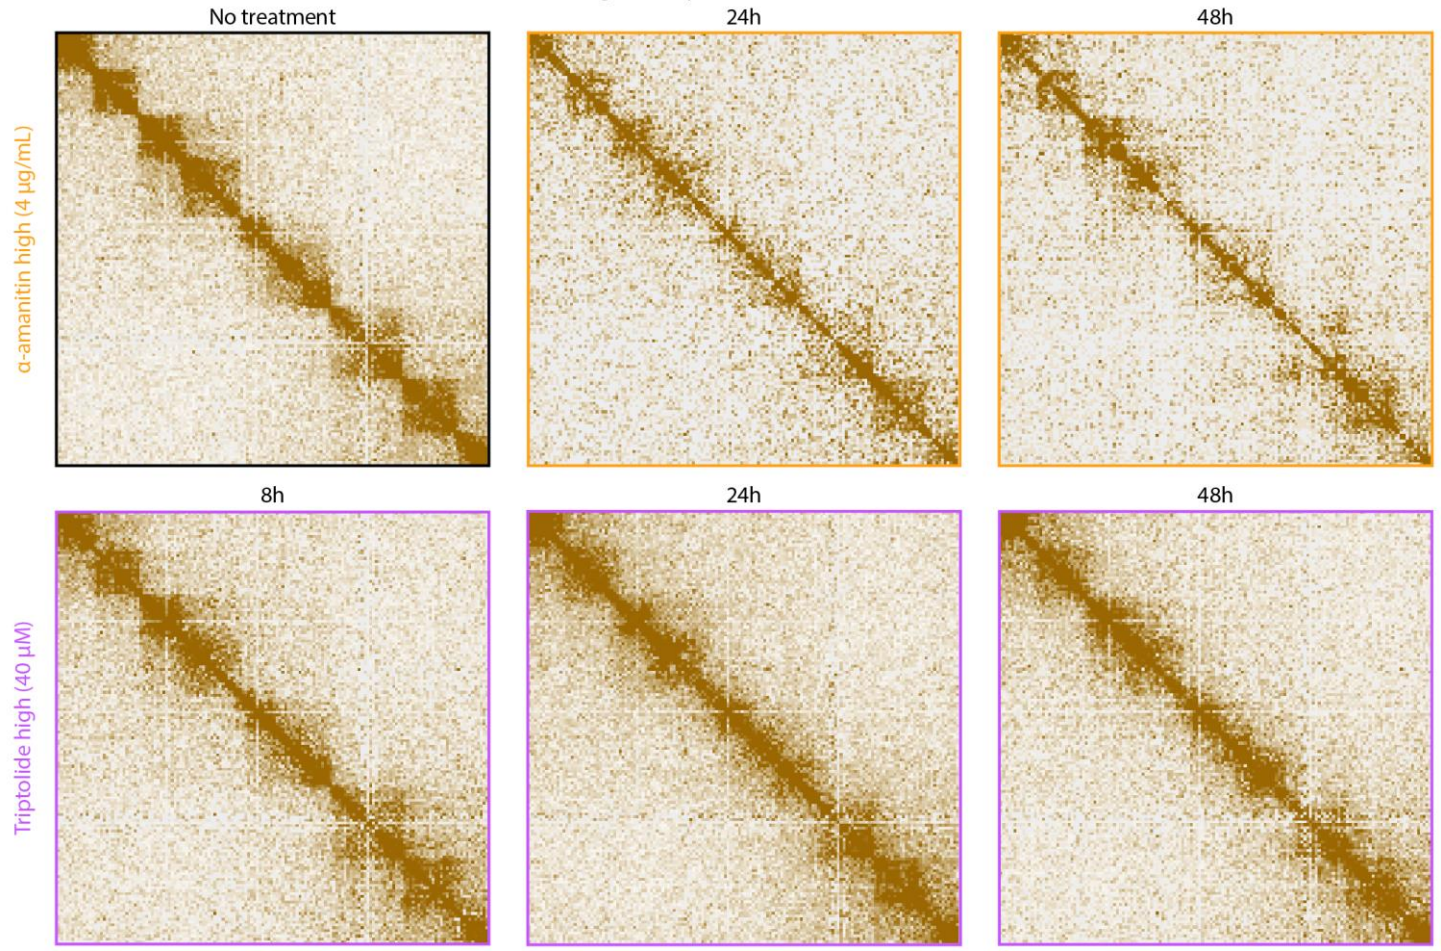 No treatment
24h
48h
α-amanitin high (4 µg/mL)
8h
24h
48h
Triptolide high (40 µM)